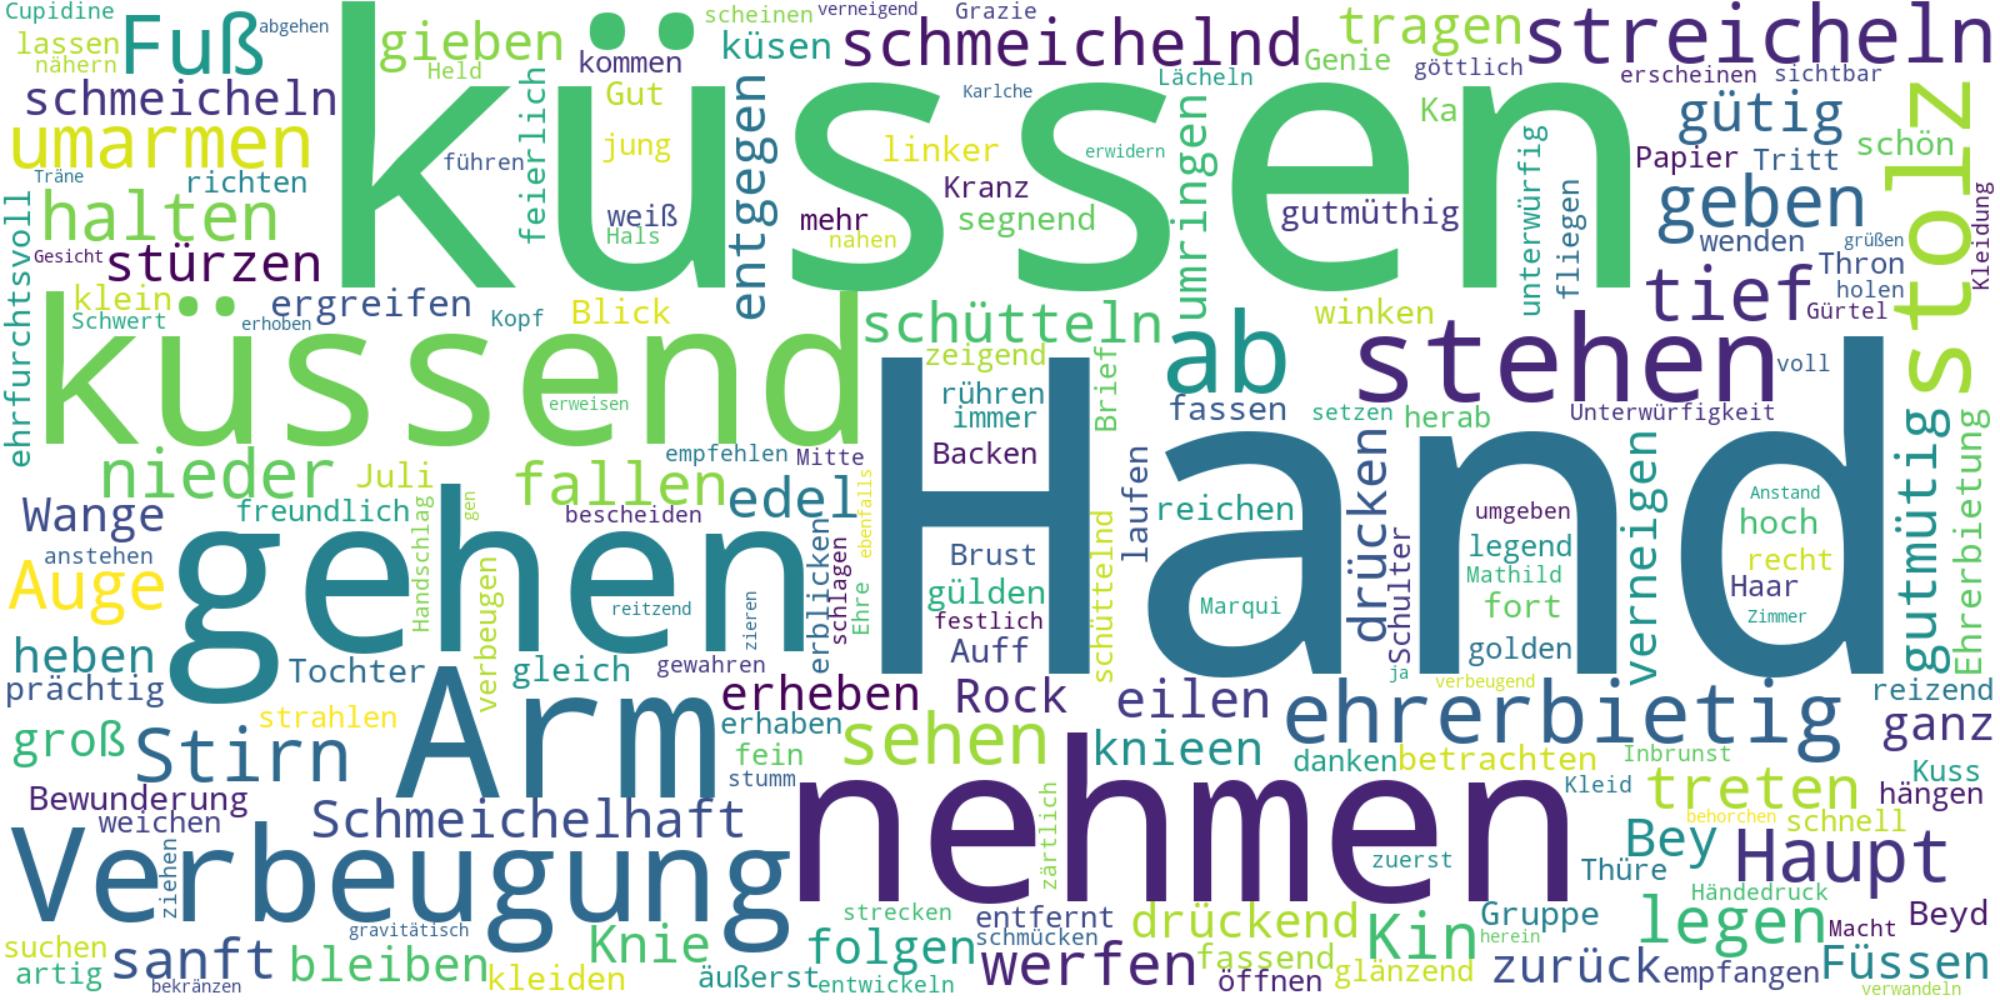 Cupidine
Fuß
abgehen
gieben
küssen
kommen
scheinen
verneigend
Grazie
küsen
schmeichelnd
tragen
streicheln
lassen
nähern
Held
Genie
göttlich
erscheinen
sichtbar
schmeicheln
feierlich
Gut
entgegen
Karlche
Lächeln
Ka
gütig
stolz
umarmen
führen
jung
linker
erwidern
umringen
unterwürfig
Papier
Tritt
schön
Träne
richten
Kranz
ehrfurchtsvoll
halten
weiß
Hals
mehr
nahen
segnend
gutmüthig
fliegen
geben
wenden
grüßen
Kleidung
Gesicht
stürzen
Thron
holen
klein
ergreifen
Schwert
erhoben
Kopf
Blick
schütteln
winken
tief
Gürtel
küssend
zeigend
Brief
ab
stehen
voll
erweisen
rühren
immer
fassen
setzen
herab
Unterwürfigkeit
Hand
nieder
Juli
fallen
empfehlen
Mitte
Backen
laufen
drücken
verneigen
gutmütig
Ehrerbietung
Wange
freundlich
Handschlag
gen
bescheiden
edel
ebenfalls
reichen
umgeben
Anstand
hoch
anstehen
gehen
erblicken
schlagen
Brust
schüttelnd
legend
recht
Auge
verbeugen
reitzend
zieren
Ehre
gülden
Marqui
Schulter
Mathild
fort
Haar
Zimmer
festlich
heben
Tochter
gleich
gewahren
Auff
golden
prächtig
Arm
erheben
Rock
eilen
ja
verbeugend
ehrerbietig
reizend
groß
strahlen
Stirn
erhaben
fein
sehen
knieen
danken
betrachten
Inbrunst
ganz
Bewunderung
weichen
Schmeichelhaft
stumm
nehmen
Kleid
treten
Kuss
hängen
Verbeugung
ziehen
zärtlich
zuerst
Bey
behorchen
schnell
Haupt
Thüre
Händedruck
suchen
artig
sanft
bekränzen
gravitätisch
bleiben
kleiden
Knie
strecken
folgen
äußerst
entwickeln
entfernt
schmücken
werfen
drückend
fassend
öffnen
glänzend
Kin
Gruppe
herein
zurück
legen
empfangen
Macht
Beyd
Füssen
verwandeln